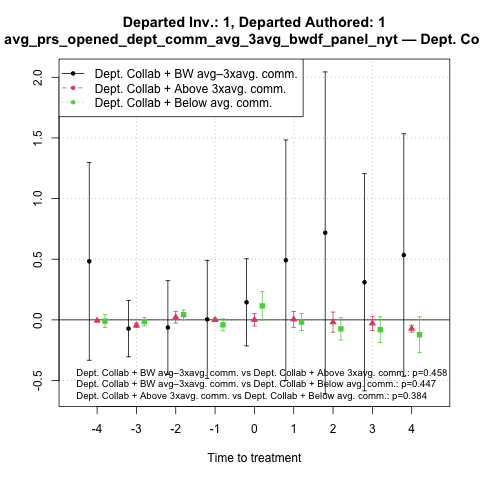 Departed Inv.: 1, Departed Authored: 1
avg_prs_opened_dept_comm_avg_3avg_bwdf_panel_nyt — Dept. Co
Dept. Collab + BW avg–3xavg. comm.
Dept. Collab + Above 3xavg. comm.
Dept. Collab + Below avg. comm.
2.0
1.5
1.0
0.5
0.0
-0.5
Dept. Collab + BW avg–3xavg. comm. vs Dept. Collab + Above 3xavg. comm.: p=0.458
Dept. Collab + BW avg–3xavg. comm. vs Dept. Collab + Below avg. comm.: p=0.447
Dept. Collab + Above 3xavg. comm. vs Dept. Collab + Below avg. comm.: p=0.384
-4 -3 -2 -1 0 1 2 3 4
Time to treatment